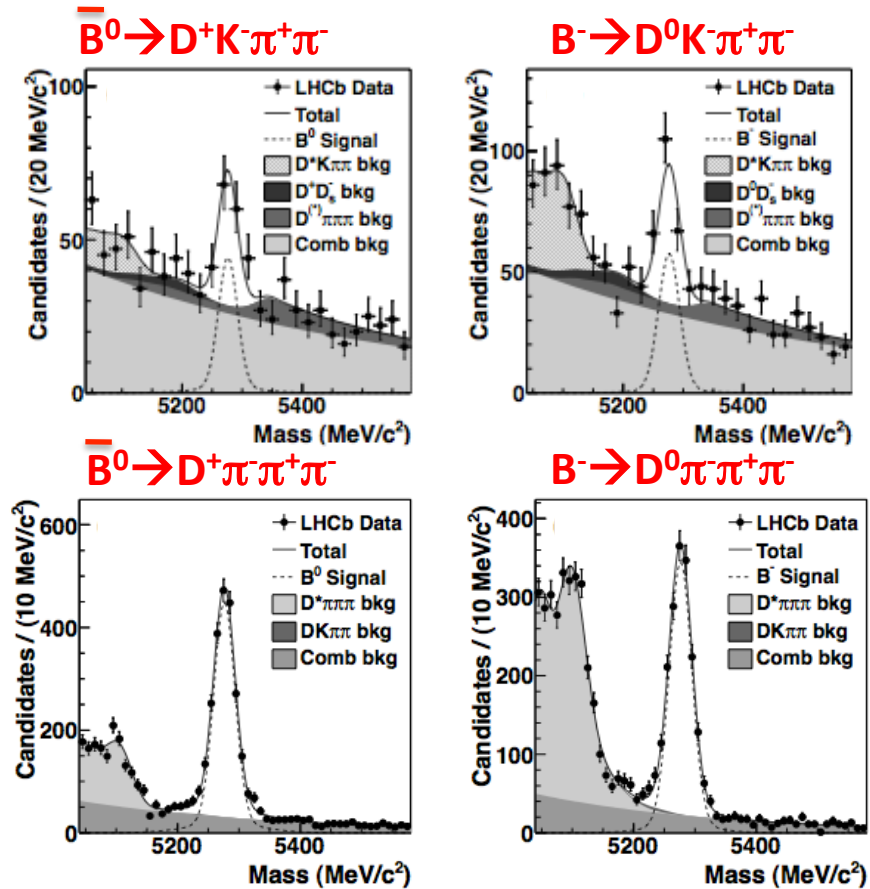 B̅⁰→D⁺K⁻π⁺π⁻
B⁻→D⁰K⁻π⁺π⁻
Candidates / (20 MeV/c²)
100
50
0
LHCb Data
Total
B⁰ Signal
D*Kππ bkg
D⁺Dₛ⁻ bkg
D⁽*⁾πππ bkg
Comb bkg
5200
5400
Mass (MeV/c²)
Candidates / (20 MeV/c²)
100
50
0
LHCb Data
Total
B⁻ Signal
D*Kππ bkg
D⁰Dₛ⁻ bkg
D⁽*⁾πππ bkg
Comb bkg
5200
5400
Mass (MeV/c²)
B̅⁰→D⁺π⁻π⁺π⁻
B⁻→D⁰π⁻π⁺π⁻
Candidates / (10 MeV/c²)
600
400
200
0
LHCb Data
Total
B⁰ Signal
D*πππ bkg
DKππ bkg
Comb bkg
5200
5400
Mass (MeV/c²)
Candidates / (10 MeV/c²)
400
300
200
100
0
LHCb Data
Total
B⁻ Signal
D*πππ bkg
DKππ bkg
Comb bkg
5200
5400
Mass (MeV/c²)